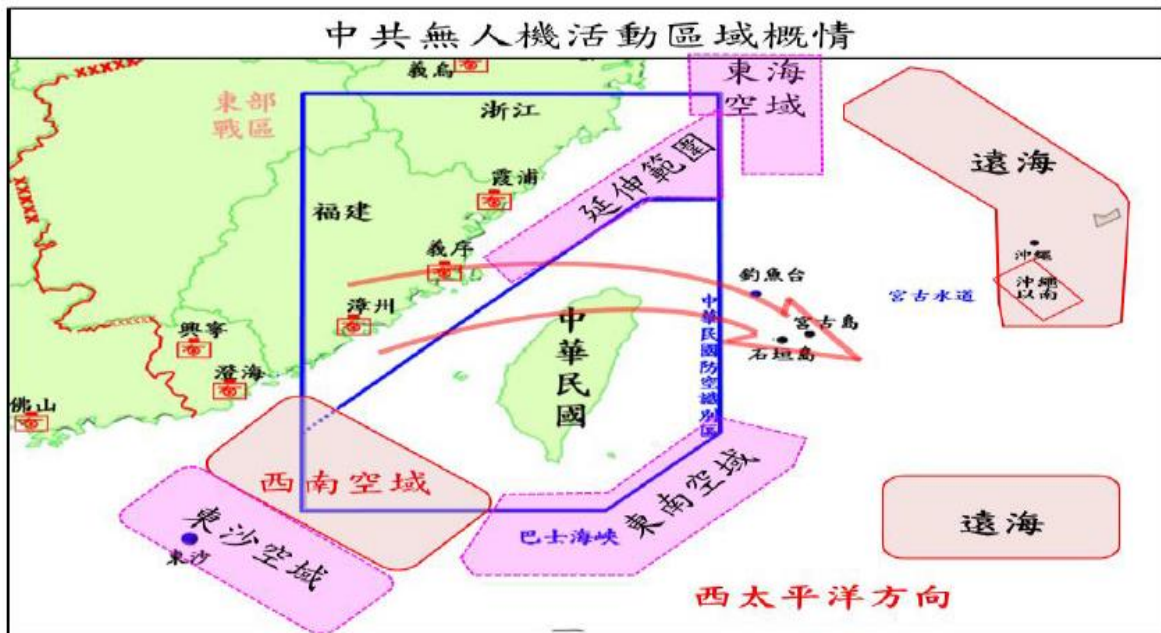 中共無人機活動區域概情
義烏
東海
空域
XXXXX
東部
戰區
浙江
遠海
霞浦
延伸範圍
XXXXX
福建
義序
沖繩
釣魚台
沖繩
以南
宮古水道
漳州
宮古島
石垣島
興寧
中華民國
中華民國防空識別區
澄海
佛山
西南空域
東南空域
東沙空域
東沙
巴士海峽
遠海
西太平洋方向